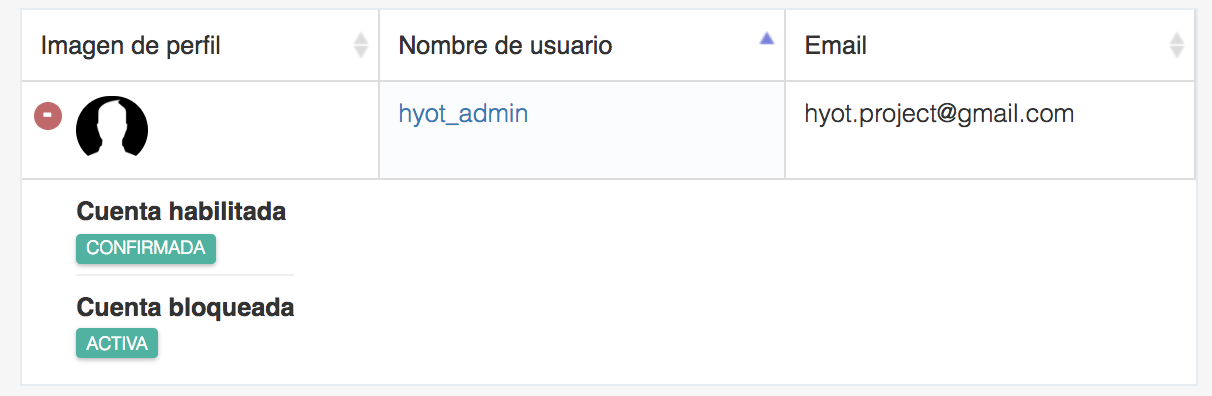 Imagen de perfil Nombre de usuario Email
hyot_admin hyot.project@gmail.com
Cuenta habilitada
CONFIRMADA
Cuenta bloqueada
ACTIVA